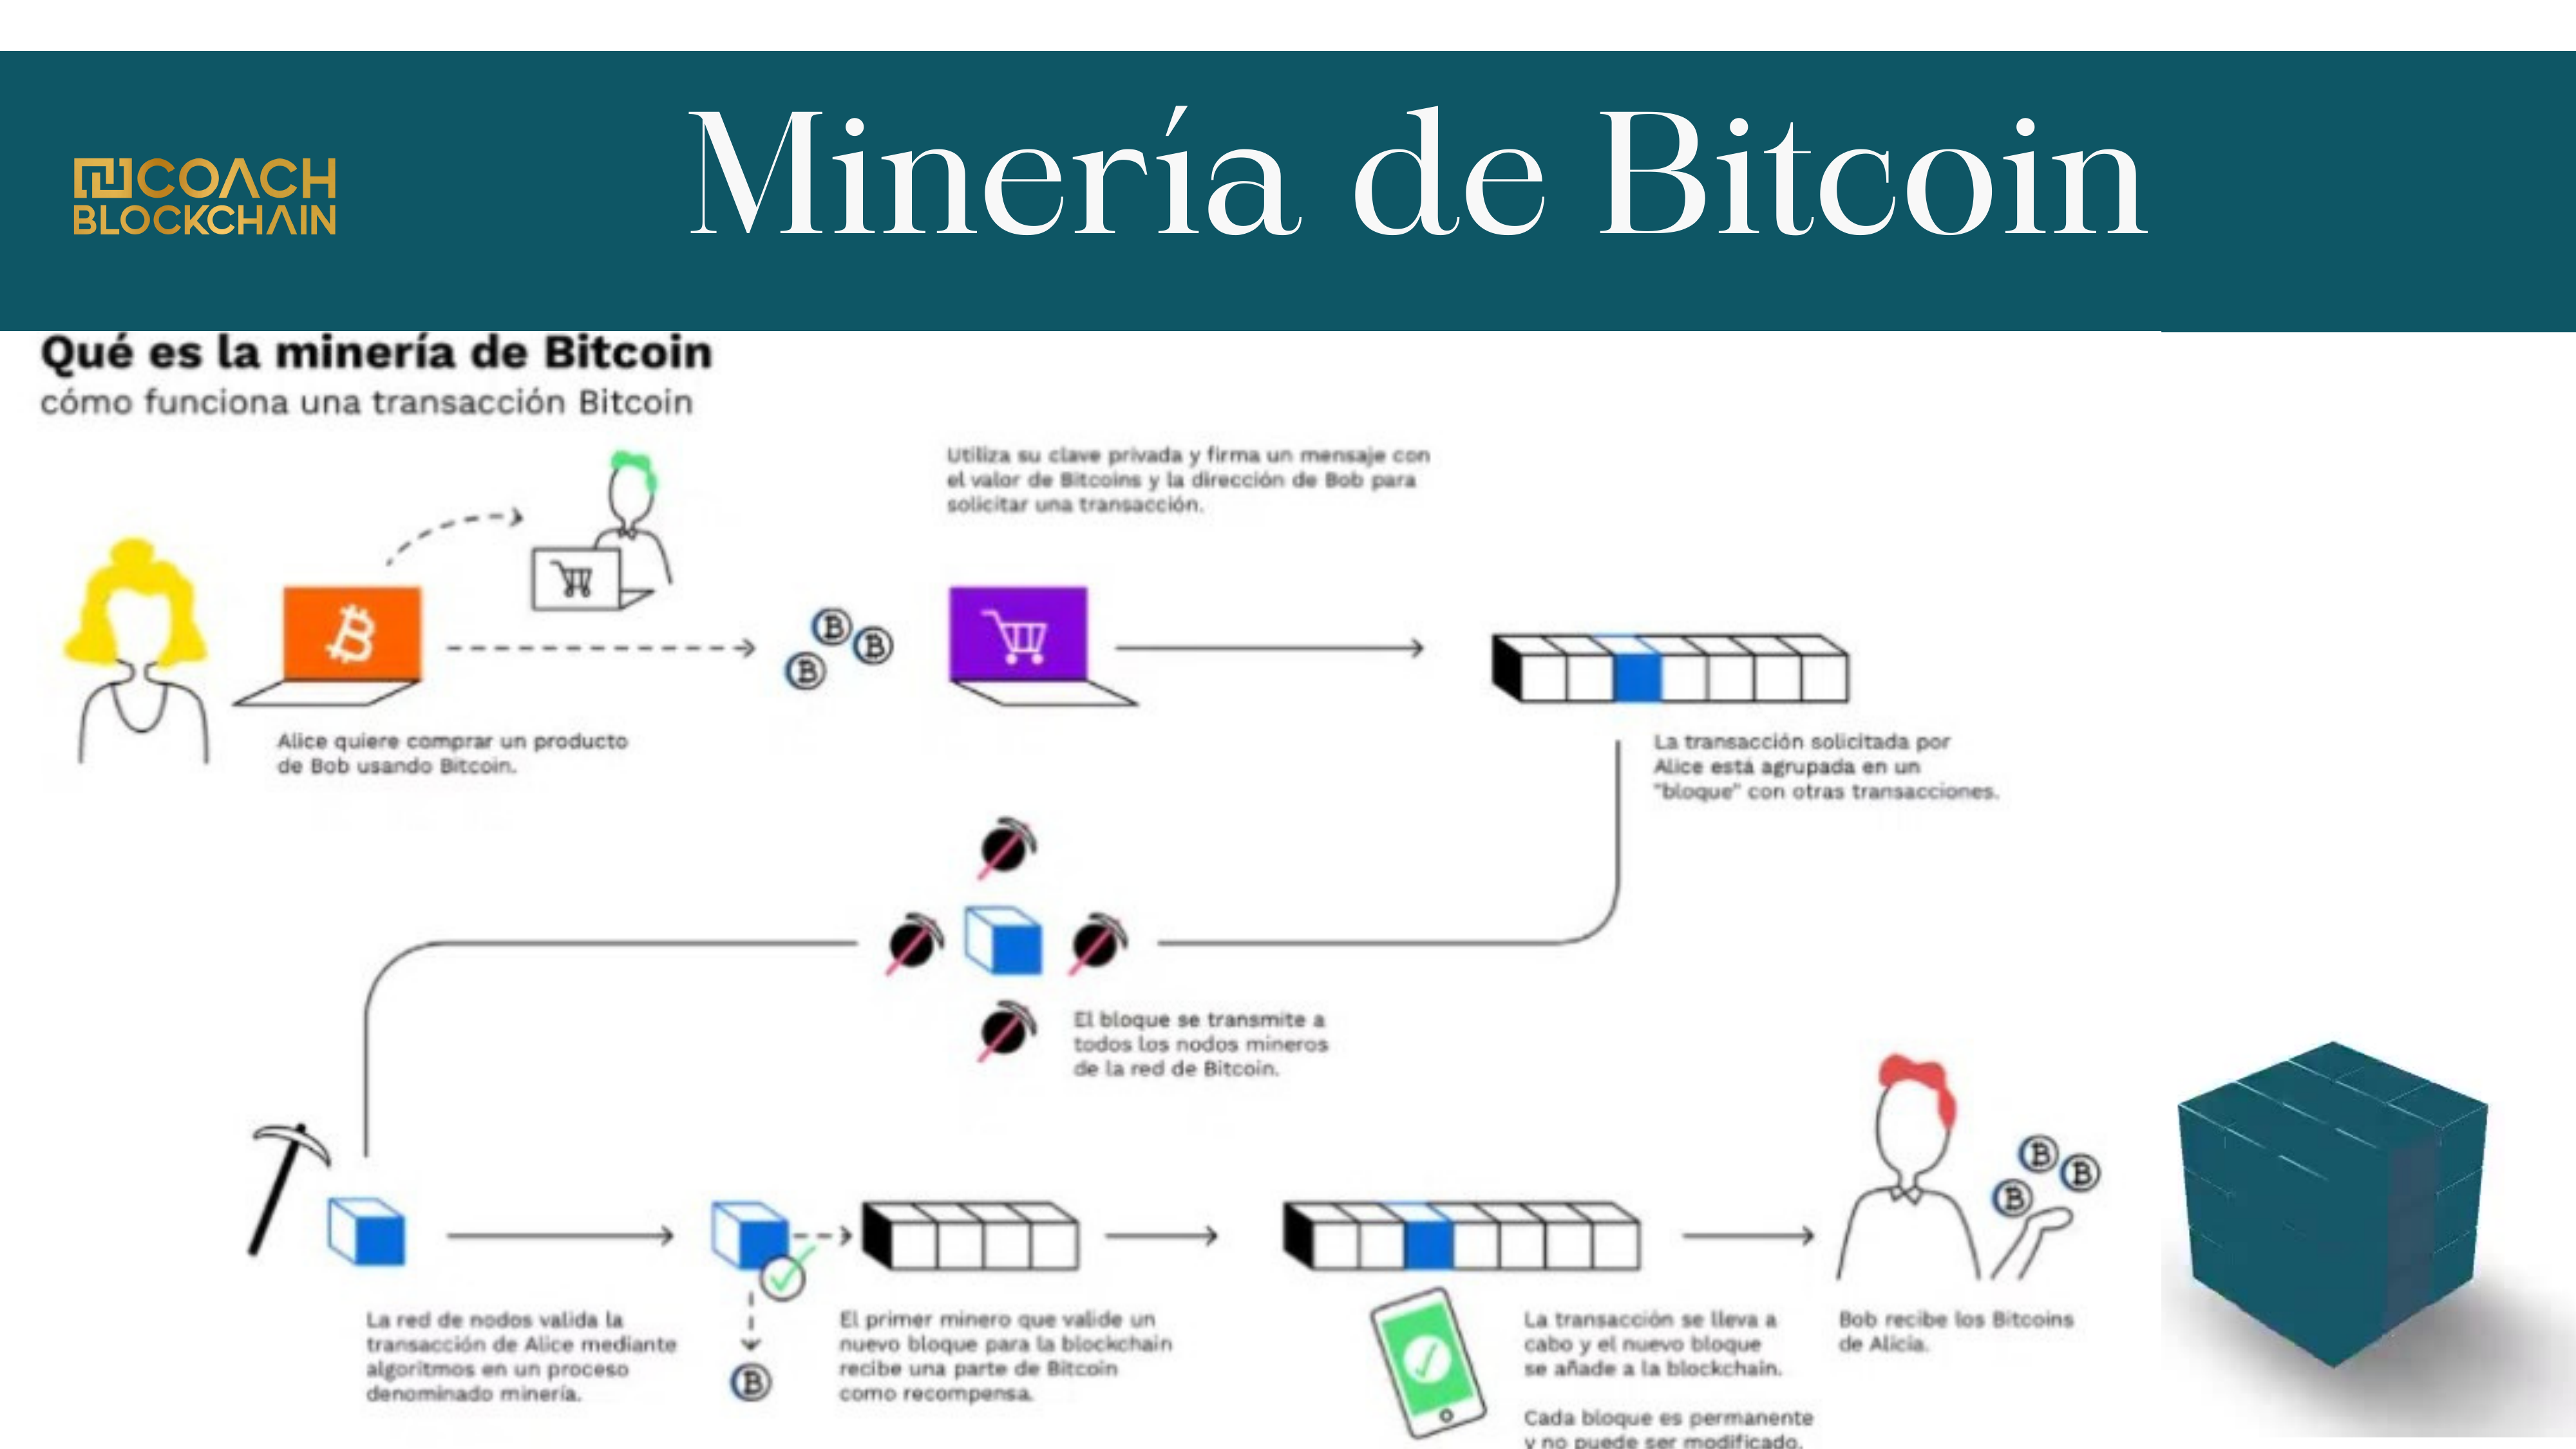 COACH
BLOCKCHAIN
Minería de Bitcoin
Qué es la minería de Bitcoin
cómo funciona una transacción Bitcoin
Utiliza su clave privada y firma un mensaje con
el valor de Bitcoins y la dirección de Bob para
solicitar una transacción.
Alice quiere comprar un producto
de Bob usando Bitcoin.
La transacción solicitada por
Alice está agrupada en un
"bloque" con otras transacciones.
El bloque se transmite a
todos los nodos mineros
de la red de Bitcoin.
La red de nodos valida la
transacción de Alice mediante
algoritmos en un proceso
denominado minería.
El primer minero que valide un
nuevo bloque para la blockchain
recibe una parte de Bitcoin
como recompensa.
La transacción se lleva a
cabo y el nuevo bloque
se añade a la blockchain.
Cada bloque es permanente
y no puede ser modificado.
Bob recibe los Bitcoins
de Alicia.